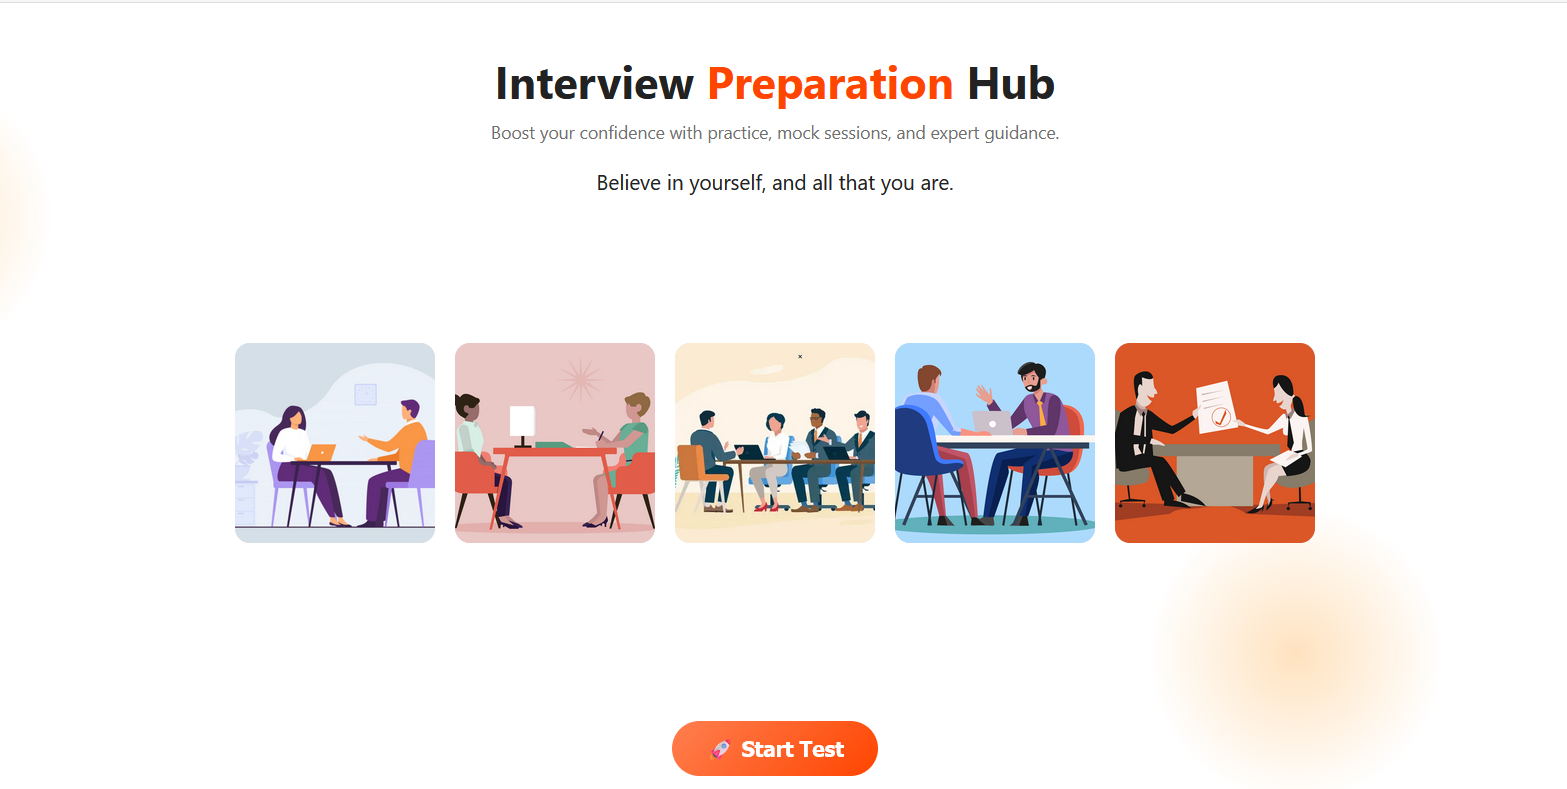 Interview Preparation Hub
Boost your confidence with practice, mock sessions, and expert guidance.
Believe in yourself, and all that you are.
🚀 Start Test